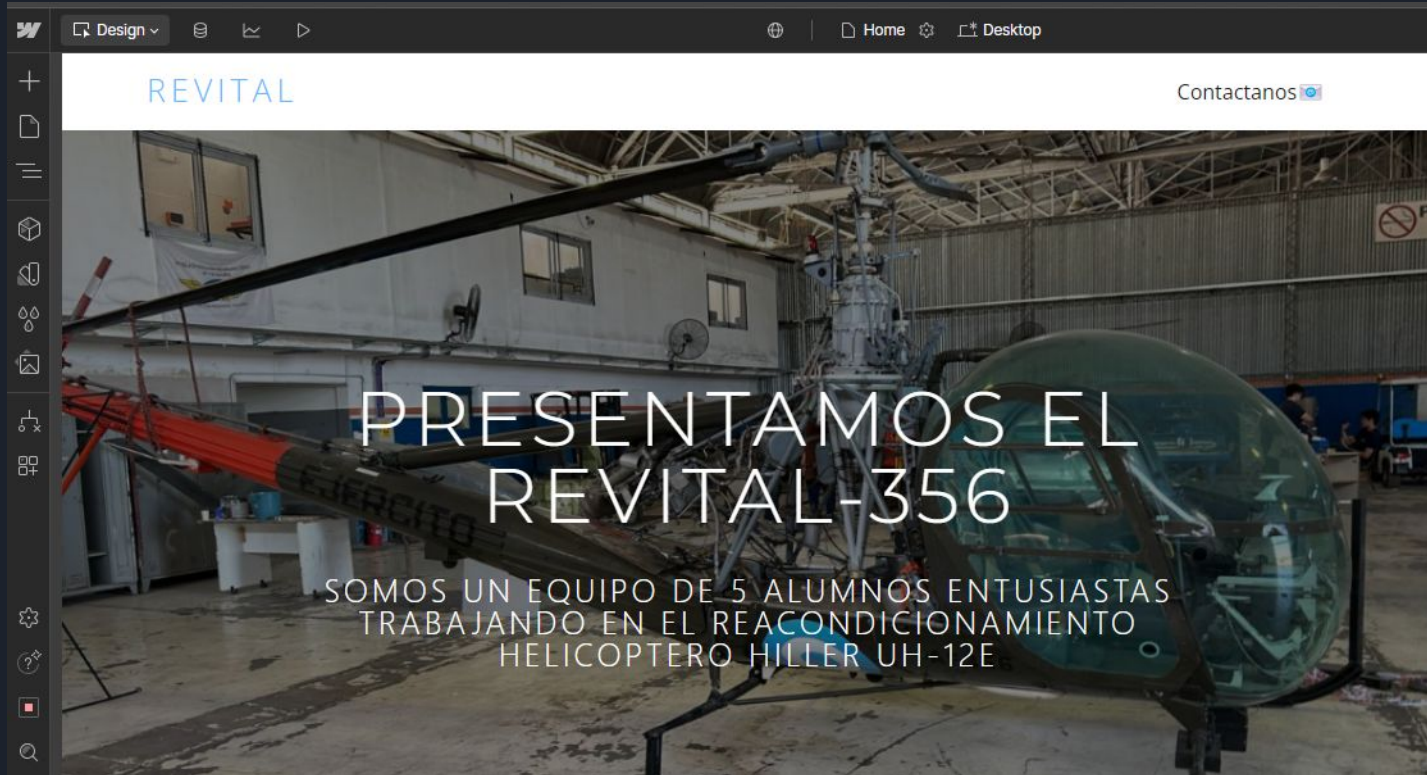 Design
Home
Desktop
REVITAL
Contactanos
PRESENTAMOS EL
REVITAL-356
EJERCITO
SOMOS UN EQUIPO DE 5 ALUMNOS ENTUSIASTAS
TRABAJANDO EN EL REACONDICIONAMIENTO
HELICOPTERO HILLER UH-12E